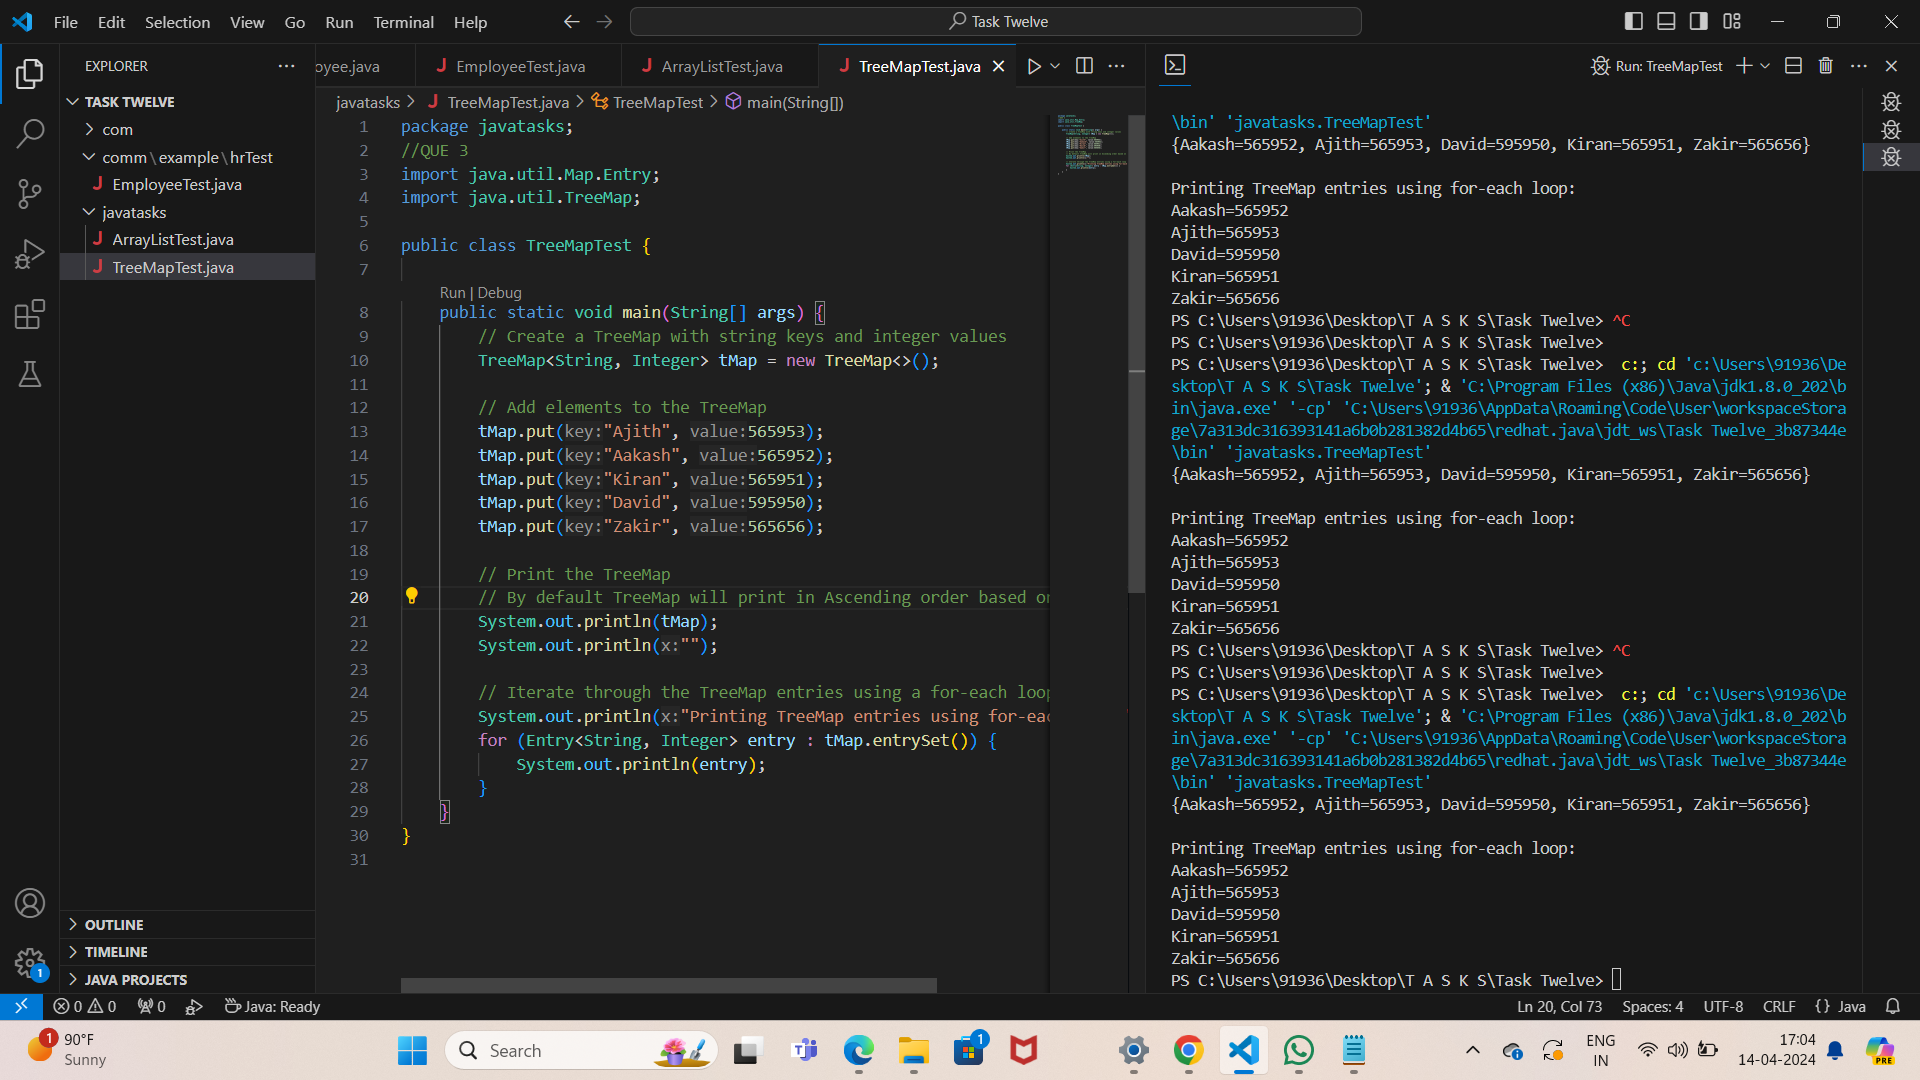 File Edit Selection View Go Run Terminal Help
Task Twelve
EXPLORER
TASK TWELVE
com
comm\example\hrTest
EmployeeTest.java
javatasks
ArrayListTest.java
TreeMapTest.java
OUTLINE
TIMELINE
JAVA PROJECTS
oyee.java
EmployeeTest.java
ArrayListTest.java
TreeMapTest.java
javatasks > TreeMapTest.java > TreeMapTest > main(String[])
1 package javatasks;
2 //QUE 3
3 import java.util.Map.Entry;
4 import java.util.TreeMap;
5
6 public class TreeMapTest {
7
Run | Debug
8 public static void main(String[] args) {
9 // Create a TreeMap with string keys and integer values
10 TreeMap<String, Integer> tMap = new TreeMap<>();
11
12 // Add elements to the TreeMap
13 tMap.put(key:"Ajith", value:565953);
14 tMap.put(key:"Aakash", value:565952);
15 tMap.put(key:"Kiran", value:565951);
16 tMap.put(key:"David", value:595950);
17 tMap.put(key:"Zakir", value:565656);
18
19 // Print the TreeMap
20 // By default TreeMap will print in Ascending order based on
21 System.out.println(tMap);
22 System.out.println(x:"");
23
24 // Iterate through the TreeMap entries using a for-each loop
25 System.out.println(x:"Printing TreeMap entries using for-eac
26 for (Entry<String, Integer> entry : tMap.entrySet()) {
27 System.out.println(entry);
28 }
29 }
30 }
31
Run: TreeMapTest
\bin' 'javatasks.TreeMapTest'
{Aakash=565952, Ajith=565953, David=595950, Kiran=565951, Zakir=565656}
Printing TreeMap entries using for-each loop:
Aakash=565952
Ajith=565953
David=595950
Kiran=565951
Zakir=565656
PS C:\Users\91936\Desktop\T A S K S\Task Twelve> ^C
PS C:\Users\91936\Desktop\T A S K S\Task Twelve>
PS C:\Users\91936\Desktop\T A S K S\Task Twelve>  c:; cd 'c:\Users\91936\De
sktop\T A S K S\Task Twelve'; & 'C:\Program Files (x86)\Java\jdk1.8.0_202\b
in\java.exe' '-cp' 'C:\Users\91936\AppData\Roaming\Code\User\workspaceStora
ge\7a313dc316393141a6b0b281382d4b65\redhat.java\jdt_ws\Task Twelve_3b87344e
\bin' 'javatasks.TreeMapTest'
{Aakash=565952, Ajith=565953, David=595950, Kiran=565951, Zakir=565656}
Printing TreeMap entries using for-each loop:
Aakash=565952
Ajith=565953
David=595950
Kiran=565951
Zakir=565656
PS C:\Users\91936\Desktop\T A S K S\Task Twelve> ^C
PS C:\Users\91936\Desktop\T A S K S\Task Twelve>
PS C:\Users\91936\Desktop\T A S K S\Task Twelve>  c:; cd 'c:\Users\91936\De
sktop\T A S K S\Task Twelve'; & 'C:\Program Files (x86)\Java\jdk1.8.0_202\b
in\java.exe' '-cp' 'C:\Users\91936\AppData\Roaming\Code\User\workspaceStora
ge\7a313dc316393141a6b0b281382d4b65\redhat.java\jdt_ws\Task Twelve_3b87344e
\bin' 'javatasks.TreeMapTest'
{Aakash=565952, Ajith=565953, David=595950, Kiran=565951, Zakir=565656}
Printing TreeMap entries using for-each loop:
Aakash=565952
Ajith=565953
David=595950
Kiran=565951
Zakir=565656
PS C:\Users\91936\Desktop\T A S K S\Task Twelve>
1
0 0 0 Java: Ready
Ln 20, Col 73 Spaces: 4 UTF-8 CRLF {} Java
1 90°F
Sunny
Search
1
ENG
IN
17:04
14-04-2024
PRE